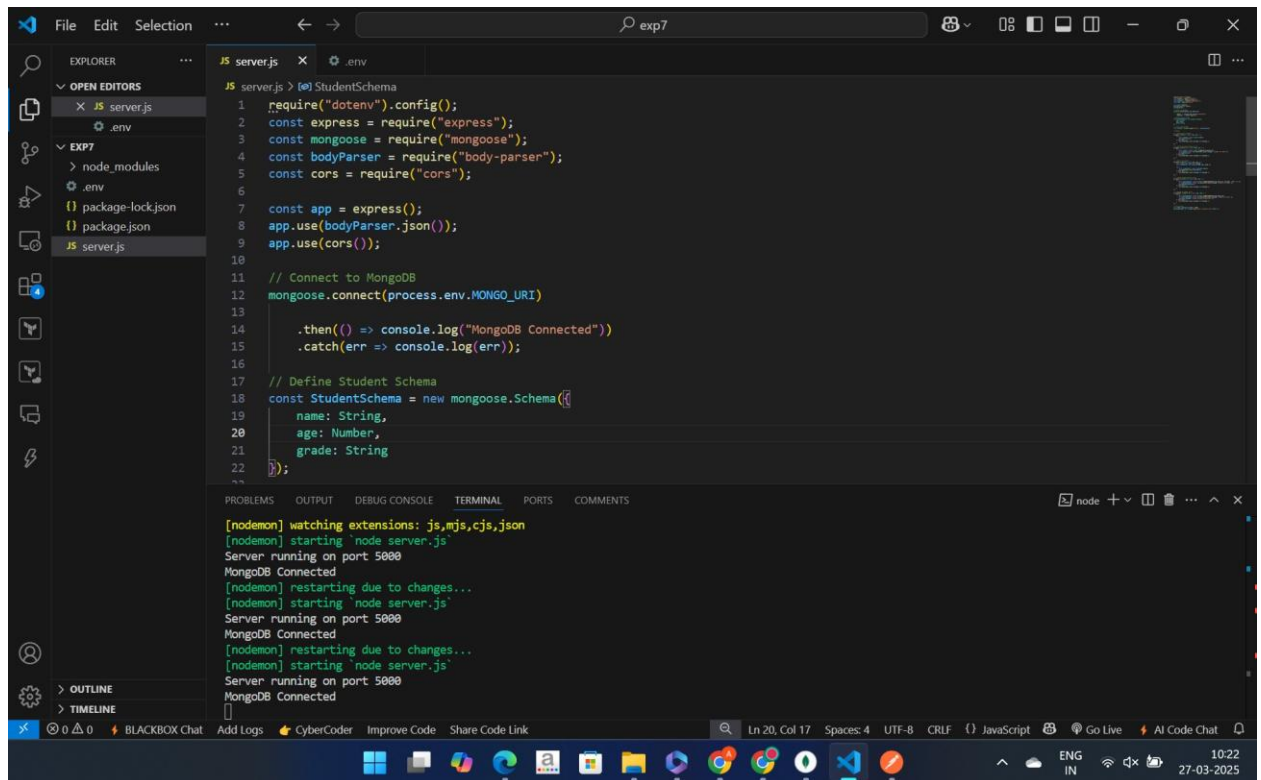 File Edit Selection ··· exp7
EXPLORER ···
OPEN EDITORS
JS server.js
.env
EXP7
node_modules
.env
{} package-lock.json
{} package.json
JS server.js
OUTLINE
TIMELINE
JS server.js .env
JS server.js > StudentSchema
1 require("dotenv").config();
2 const express = require("express");
3 const mongoose = require("mongoose");
4 const bodyParser = require("body-parser");
5 const cors = require("cors");
6
7 const app = express();
8 app.use(bodyParser.json());
9 app.use(cors());
10
11 // Connect to MongoDB
12 mongoose.connect(process.env.MONGO_URI)
13
14 .then(() => console.log("MongoDB Connected"))
15 .catch(err => console.log(err));
16
17 // Define Student Schema
18 const StudentSchema = new mongoose.Schema({
19 name: String,
20 age: Number,
21 grade: String
22 });
PROBLEMS OUTPUT DEBUG CONSOLE TERMINAL PORTS COMMENTS node
[nodemon] watching extensions: js,mjs,cjs,json
[nodemon] starting `node server.js`
Server running on port 5000
MongoDB Connected
[nodemon] restarting due to changes...
[nodemon] starting `node server.js`
Server running on port 5000
MongoDB Connected
[nodemon] restarting due to changes...
[nodemon] starting `node server.js`
Server running on port 5000
MongoDB Connected
0 0 BLACKBOX Chat Add Logs CyberCoder Improve Code Share Code Link Ln 20, Col 17 Spaces: 4 UTF-8 CRLF {} JavaScript Go Live AI Code Chat
ENG
IN
10:22
27-03-2025